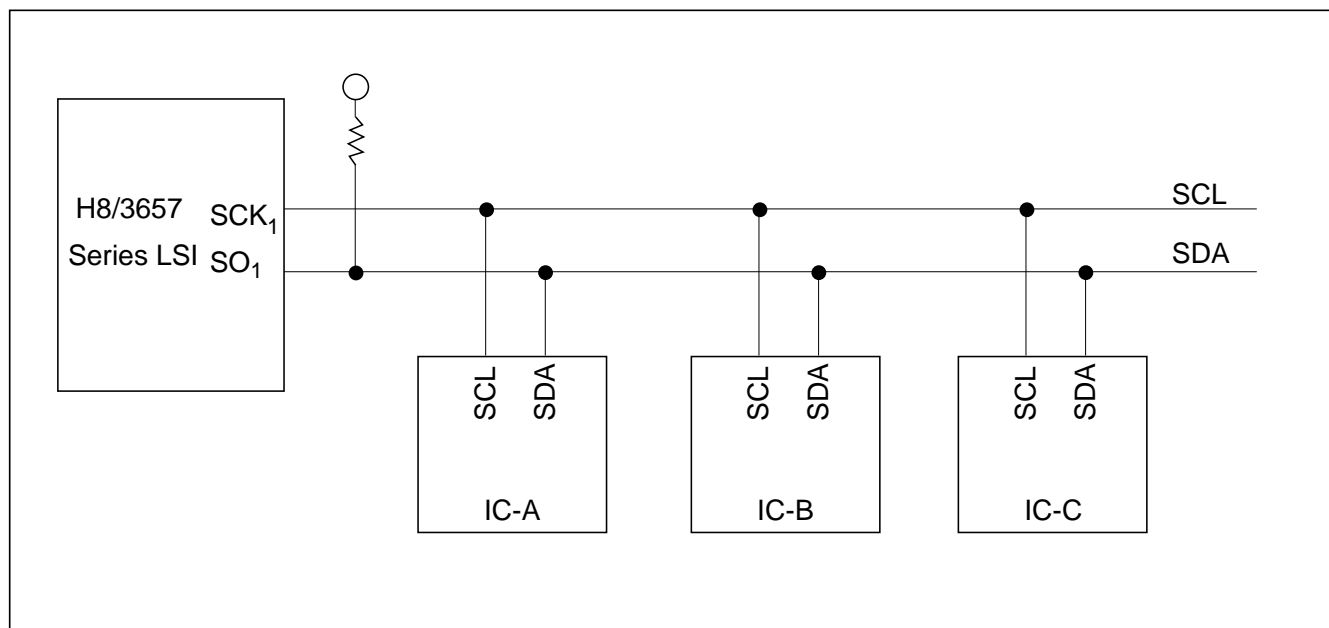 H8/3657
Series LSI
SCK₁
SO₁
SCL
SDA
SCL
SDA
IC-A
SCL
SDA
IC-B
SCL
SDA
IC-C